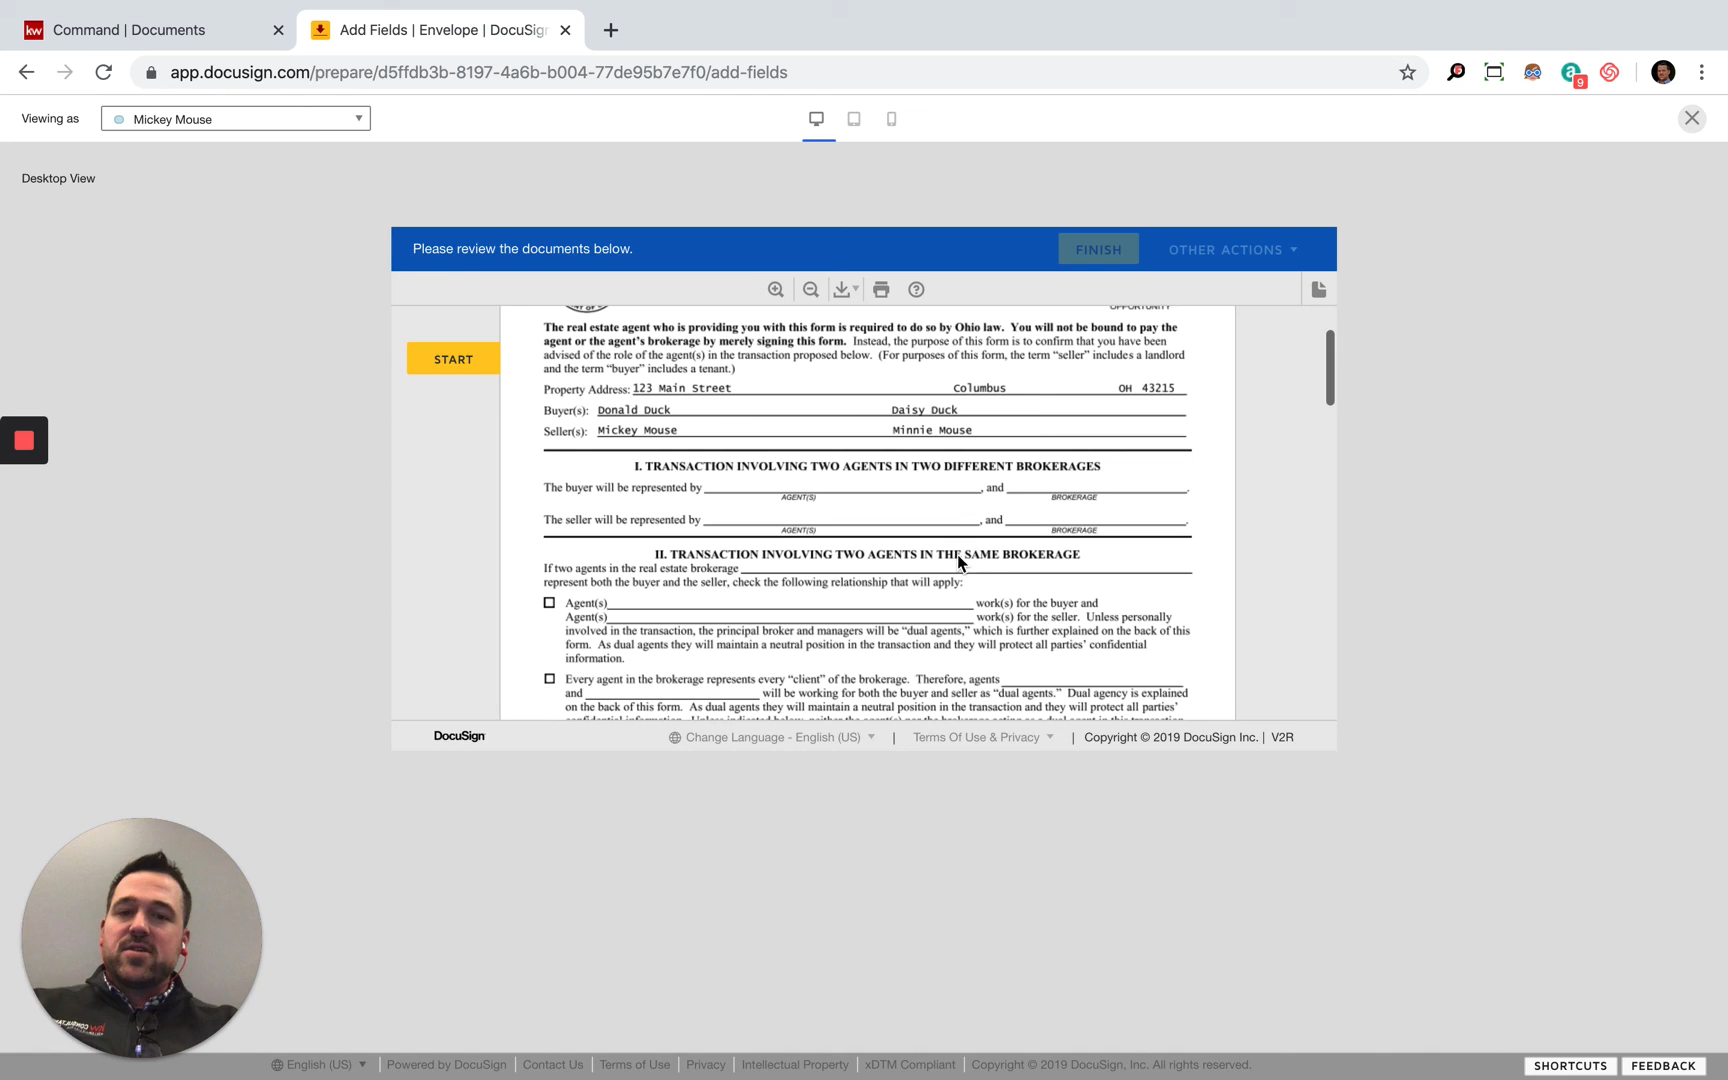 kw Command | Documents
Add Fields | Envelope | DocuSig
app.docusign.com/prepare/d5ffdb3b-8197-4a6b-b004-77de95b7e7f0/add-fields
9
Viewing as Mickey Mouse
Desktop View
Please review the documents below. FINISH OTHER ACTIONS
OPPORTUNITY
START
The real estate agent who is providing you with this form is required to do so by Ohio law. You will not be bound to pay the
agent or the agent's brokerage by merely signing this form. Instead, the purpose of this form is to confirm that you have been
advised of the role of the agent(s) in the transaction proposed below. (For purposes of this form, the term “seller” includes a landlord
and the term “buyer” includes a tenant.)
Property Address: 123 Main Street Columbus OH 43215
Buyer(s): Donald Duck Daisy Duck
Seller(s): Mickey Mouse Minnie Mouse
I. TRANSACTION INVOLVING TWO AGENTS IN TWO DIFFERENT BROKERAGES
The buyer will be represented by , and .
AGENT(S) BROKERAGE
The seller will be represented by , and .
AGENT(S) BROKERAGE
II. TRANSACTION INVOLVING TWO AGENTS IN THE SAME BROKERAGE
If two agents in the real estate brokerage
represent both the buyer and the seller, check the following relationship that will apply:
Agent(s) work(s) for the buyer and
Agent(s) work(s) for the seller. Unless personally
involved in the transaction, the principal broker and managers will be “dual agents,” which is further explained on the back of this
form. As dual agents they will maintain a neutral position in the transaction and they will protect all parties’ confidential
information.
Every agent in the brokerage represents every “client” of the brokerage. Therefore, agents
and will be working for both the buyer and seller as “dual agents.” Dual agency is explained
on the back of this form. As dual agents they will maintain a neutral position in the transaction and they will protect all parties’
DocuSign Change Language - English (US) | Terms Of Use & Privacy | Copyright © 2019 DocuSign Inc. | V2R
English (US) | Powered by DocuSign | Contact Us | Terms of Use | Privacy | Intellectual Property | xDTM Compliant | Copyright © 2019 DocuSign, Inc. All rights reserved.
SHORTCUTS FEEDBACK